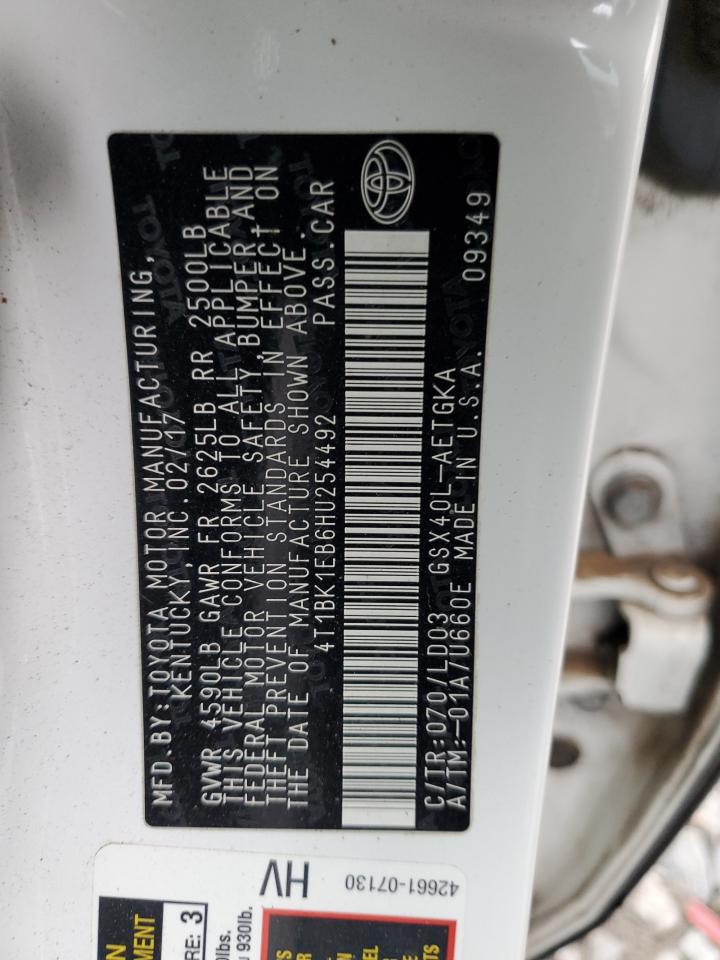 MFD.BY:TOYOTA MOTOR MANUFACTURING,
KENTUCKY,INC.02/17
GVWR 4590LB GAWR FR 2625LB RR 2500LB
THIS VEHICLE CONFORMS TO ALL APPLICABLE
FEDERAL MOTOR VEHICLE SAFETY,BUMPER,AND
THEFT PREVENTION STANDARDS IN EFFECT ON
THE DATE OF MANUFACTURE SHOWN ABOVE.
4T1BK1EB6HU254492 PASS.CAR
C/TR:070/LD03 GSX40L-AETGKA
A/TM:-01A/U660E MADE IN U.S.A. 09349
HV
42661-07130
3
930lb.